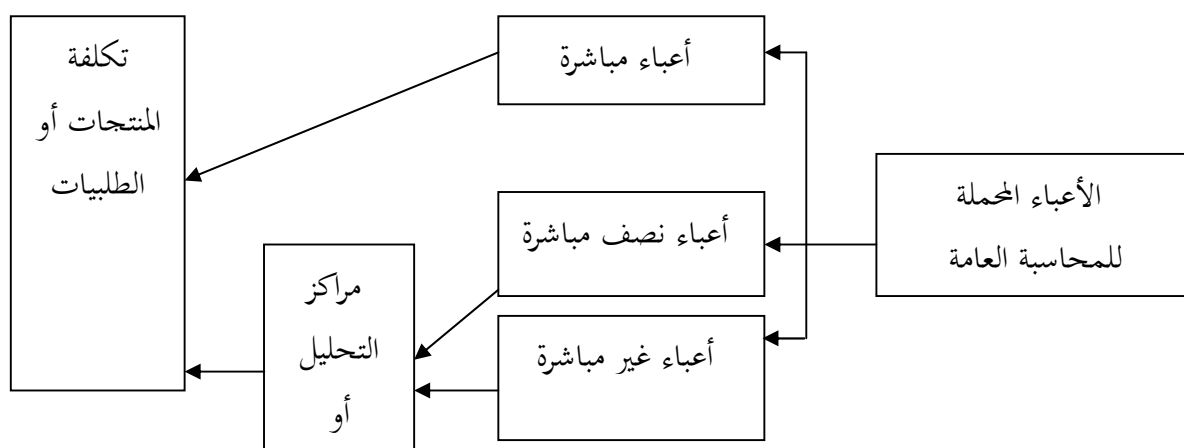 الأعباء المحملة
للمحاسبة العامة
أعباء مباشرة
أعباء نصف مباشرة
أعباء غير مباشرة
مراكز
التحليل
أو
تكلفة
المنتجات أو
الطلبيات